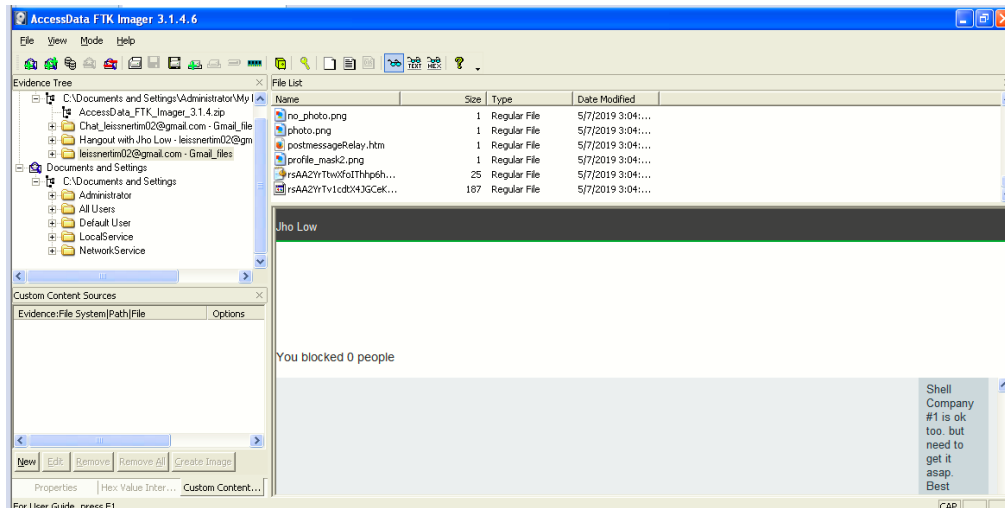 AccessData FTK Imager 3.1.4.6
File View Mode Help
Evidence Tree
C:\Documents and Settings\Administrator\My
AccessData_FTK_Imager_3.1.4.zip
Chat_leissnertim02@gmail.com - Gmail_file
Hangout with Jho Low - leissnertim02@gm
leissnertim02@gmail.com - Gmail_files
Documents and Settings
C:\Documents and Settings
Administrator
All Users
Default User
LocalService
NetworkService
Custom Content Sources
Evidence:File System|Path|File Options
New Edit Remove Remove All Create Image
Properties Hex Value Inter... Custom Content...
File List
Name Size Type Date Modified
no_photo.png 1 Regular File 5/7/2019 3:04:...
photo.png 1 Regular File 5/7/2019 3:04:...
postmessageRelay.htm 1 Regular File 5/7/2019 3:04:...
profile_mask2.png 1 Regular File 5/7/2019 3:04:...
25 Regular File 5/7/2019 3:04:...
187 Regular File 5/7/2019 3:04:...
Jho Low
You blocked 0 people
Shell
Company
#1 is ok
too. but
need to
get it
asap.
Best
For User Guide, press F1
CAP